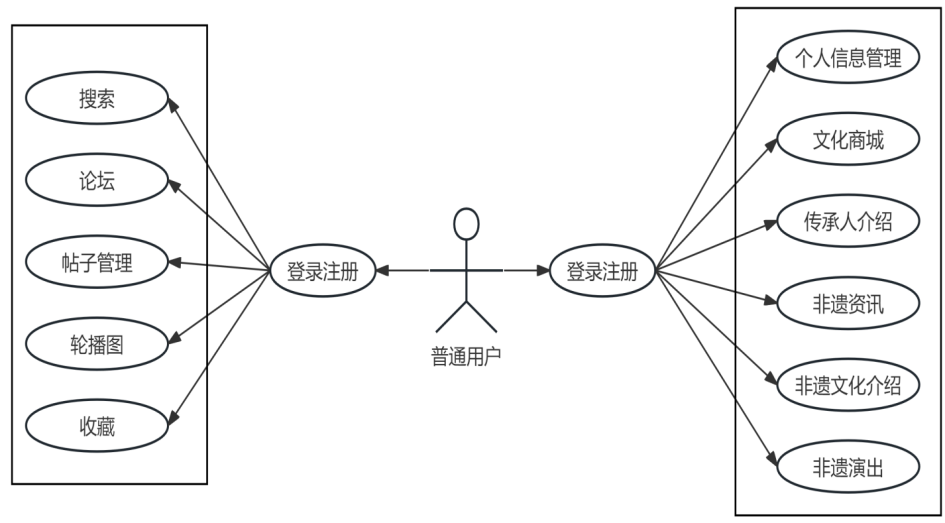 搜索
论坛
帖子管理
轮播图
收藏
登录注册
普通用户
登录注册
个人信息管理
文化商城
传承人介绍
非遗资讯
非遗文化介绍
非遗演出